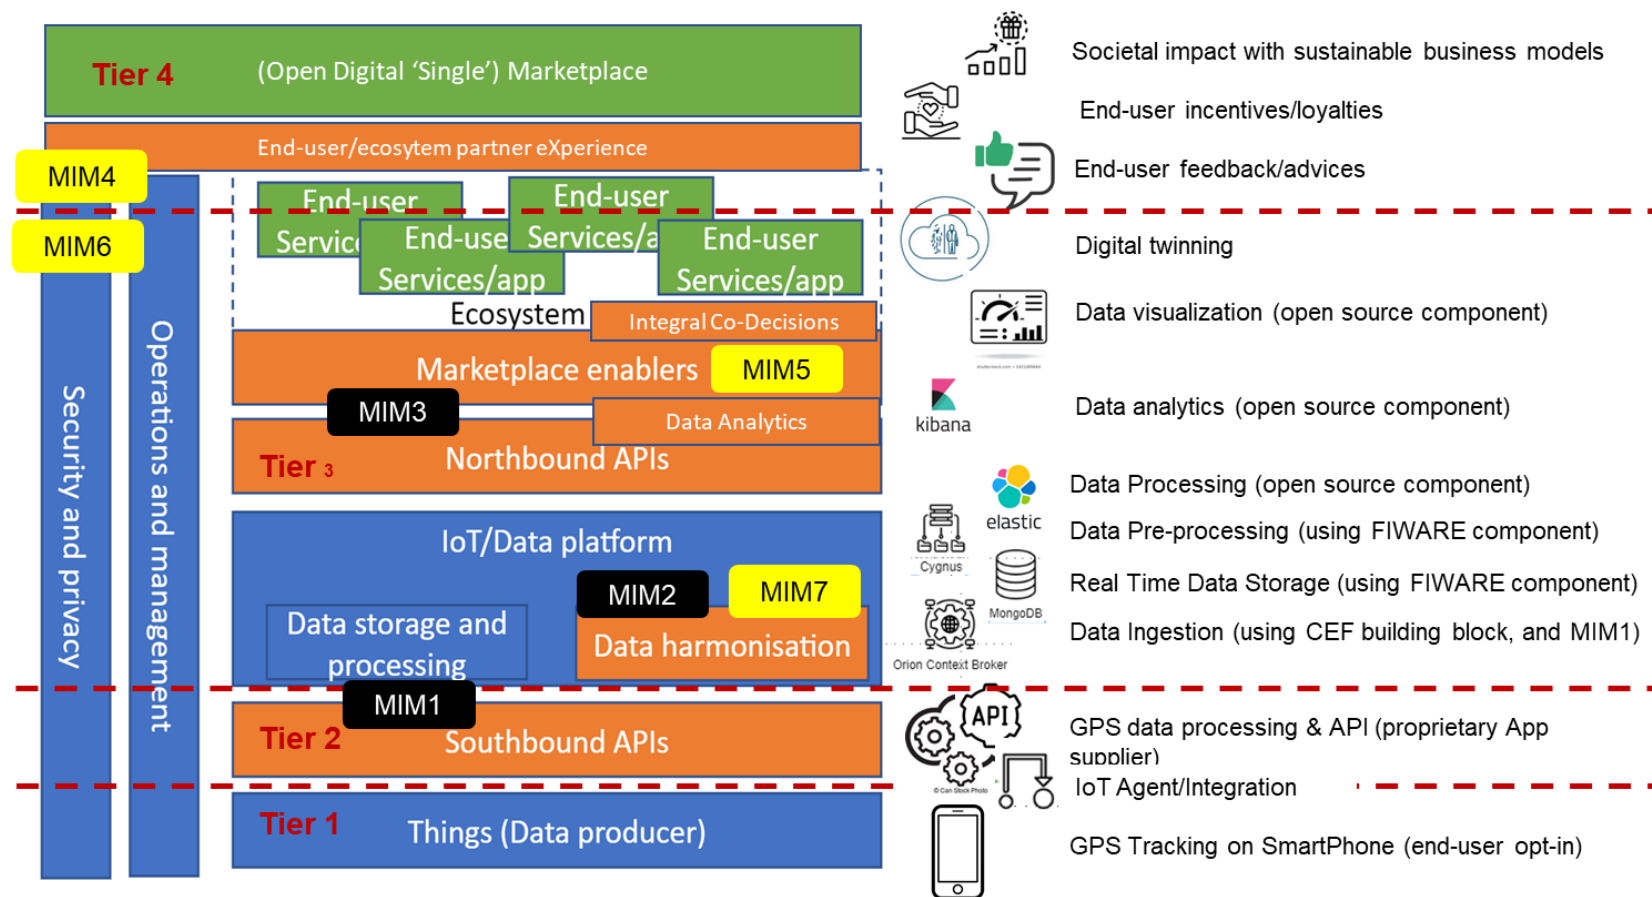 Tier 4
(Open Digital ‘Single’) Marketplace
End-user/ecosytem partner eXperience
MIM4
MIM6
Security and privacy
Operations and management
End-user
Servic
End-use
Services/app
End-user
Services/a
End-user
Services/app
Ecosystem
Integral Co-Decisions
Marketplace enablers
MIM5
MIM3
Data Analytics
Tier 3
Northbound APIs
IoT/Data platform
MIM2
MIM7
Data storage and
processing
Data harmonisation
MIM1
Tier 2
Southbound APIs
Tier 1
Things (Data producer)
Societal impact with sustainable business models
End-user incentives/loyalties
End-user feedback/advices
Digital twinning
Data visualization (open source component)
kibana
Data analytics (open source component)
elastic
Data Processing (open source component)
Cygnus
Data Pre-processing (using FIWARE component)
MongoDB
Real Time Data Storage (using FIWARE component)
Orion Context Broker
Data Ingestion (using CEF building block, and MIM1)
API
GPS data processing & API (proprietary App
supplier)
© Can Stock Photo
IoT Agent/Integration
GPS Tracking on SmartPhone (end-user opt-in)